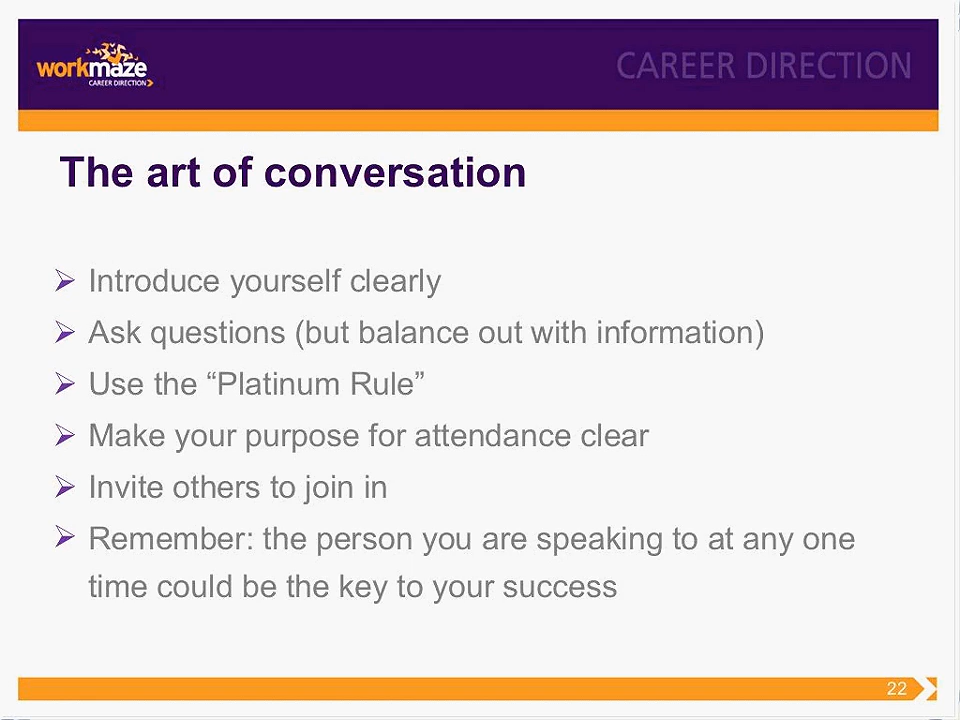 workmaze
CAREER DIRECTION
CAREER DIRECTION
The art of conversation
Introduce yourself clearly
Ask questions (but balance out with information)
Use the “Platinum Rule”
Make your purpose for attendance clear
Invite others to join in
Remember: the person you are speaking to at any one
time could be the key to your success
22